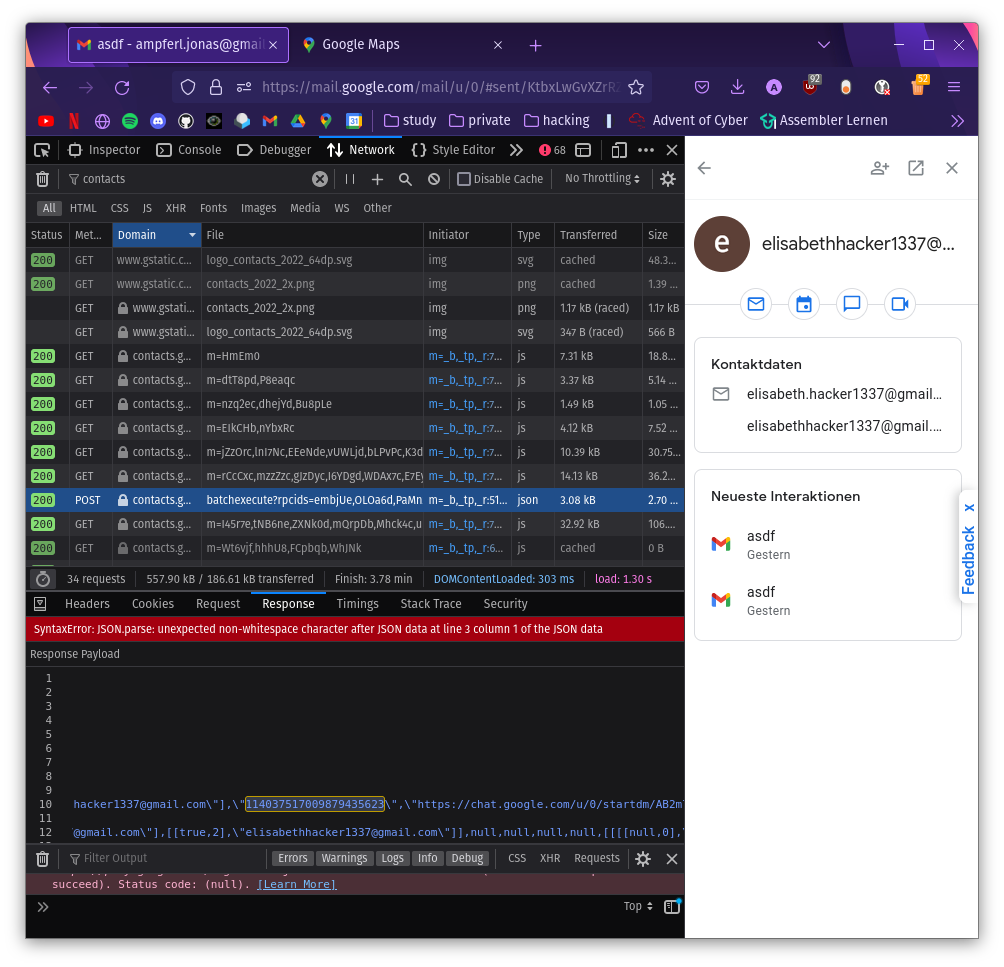 asdf - ampferl.jonas@gmai
Google Maps
https://mail.google.com/mail/u/0/#sent/KtbxLwGvXZrR
92
52
study
private
hacking
Advent of Cyber
Assembler Lernen
Inspector
Console
Debugger
Network
Style Editor
68
contacts
Disable Cache
No Throttling
All HTML CSS JS XHR Fonts Images Media WS Other
Status Met... Domain File Initiator Type Transferred Size
200 GET www.gstatic.c... logo_contacts_2022_64dp.svg img svg cached 48.3...
200 GET www.gstatic.c... contacts_2022_2x.png img png cached 1.39 ...
GET www.gstati... contacts_2022_2x.png img png 1.17 kB (raced) 1.17 kB
GET www.gstati... logo_contacts_2022_64dp.svg img svg 347 B (raced) 566 B
200 GET contacts.g... m=HmEm0 m=_b,_tp,_r:7... js 7.31 kB 18.8...
200 GET contacts.g... m=dtT8pd,P8eaqc m=_b,_tp,_r:7... js 3.37 kB 5.14 ...
200 GET contacts.g... m=nzq2ec,dhejYd,Bu8pLe m=_b,_tp,_r:7... js 1.49 kB 1.05 ...
200 GET contacts.g... m=EIkCHb,nYbxRc m=_b,_tp,_r:7... js 4.12 kB 7.52 ...
200 GET contacts.g... m=jZzOrc,lnI7Nc,EEeNde,vUWLjd,bLPvPc,K3d m=_b,_tp,_r:7... js 10.39 kB 30.75...
200 GET contacts.g... m=rCcCxc,mzzZzc,gJzDyc,I6YDgd,WDAx7c,E7Ey m=_b,_tp,_r:7... js 14.13 kB 36.2...
200 POST contacts.g... batchexecute?rpcids=embjUe,OLOa6d,PaMn m=_b,_tp,_r:51... json 3.08 kB 2.70 ...
200 GET contacts.g... m=I45r7e,tNB6ne,ZXNk0d,mQrpDb,Mhck4c,u m=_b,_tp,_r:7... js 32.92 kB 106....
200 GET contacts.g... m=Wt6vjf,hhhU8,FCpbqb,WhJNk m=_b,_tp,_r:6... js cached 0 B
34 requests 557.90 kB / 186.61 kB transferred Finish: 3.78 min DOMContentLoaded: 303 ms load: 1.30 s
Headers Cookies Request Response Timings Stack Trace Security
SyntaxError: JSON.parse: unexpected non-whitespace character after JSON data at line 3 column 1 of the JSON data
Response Payload
1
2
3
4
5
6
7
8
9
10 hacker1337@gmail.com\"],\"114037517009879435623\",\"https://chat.google.com/u/0/startdm/AB2m
11
12 @gmail.com\"],[[true,2],\"elisabethhacker1337@gmail.com\"]],null,null,null,null,[[[[null,0],\
Filter Output
Errors Warnings Logs Info Debug CSS XHR Requests
succeed). Status code: (null). [Learn More]
Top
e
elisabethhacker1337@...
Kontaktdaten
elisabeth.hacker1337@gmail...
elisabethhacker1337@gmail....
Neueste Interaktionen
asdf
Gestern
asdf
Gestern
Feedback x